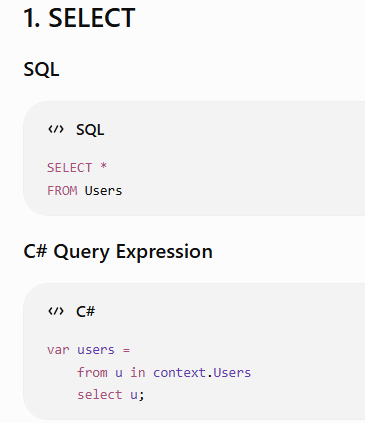 1. SELECT
SQL
</> SQL
SELECT *
FROM Users
C# Query Expression
</> C#
var users =
    from u in context.Users
    select u;